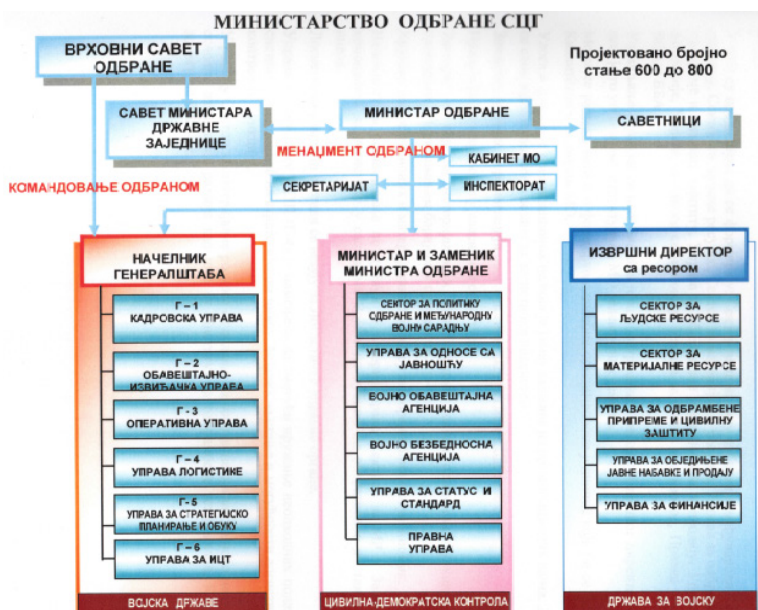 МИНИСТАРСТВО ОДБРАНЕ СЦГ
ВРХОВНИ САВЕТ
ОДБРАНЕ
Пројектовано бројно
стање 600 до 800
САВЕТ МИНИСТАРА
ДРЖАВНЕ
ЗАЈЕДНИЦЕ
МИНИСТАР ОДБРАНЕ
САВЕТНИЦИ
МЕНАЏМЕНТ ОДБРАНОМ
КАБИНЕТ МО
КОМАНДОВАЊЕ ОДБРАНОМ
СЕКРЕТАРИЈАТ
ИНСПЕКТОРАТ
НАЧЕЛНИК
ГЕНЕРАЛШТАБА
Г – 1
КАДРОВСКА УПРАВА
Г – 2
ОБАВЕШТАЈНО-
ИЗВИЂАЧКА УПРАВА
Г - 3
ОПЕРАТИВНА УПРАВА
Г – 4
УПРАВА ЛОГИСТИКЕ
Г – 5
УПРАВА ЗА СТРАТЕГИЈСКО
ПЛАНИРАЊЕ И ОБУКУ
Г – 6
УПРАВА ЗА ИЦТ
ВОЈСКА ДРЖАВЕ
МИНИСТАР И ЗАМЕНИК
МИНИСТРА ОДБРАНЕ
СЕКТОР ЗА ПОЛИТИКУ
ОДБРАНЕ И МЕЂУНАРОДНУ
ВОЈНУ САРАДЊУ
УПРАВА ЗА ОДНОСЕ СА
ЈАВНОШЋУ
ВОЈНО ОБАВЕШТАЈНА
АГЕНЦИЈА
ВОЈНО БЕЗБЕДНОСНА
АГЕНЦИЈА
УПРАВА ЗА СТАТУС И
СТАНДАРД
ПРАВНА
УПРАВА
ЦИВИЛНА-ДЕМОКРАТСКА КОНТРОЛА
ИЗВРШНИ ДИРЕКТОР
са ресором
СЕКТОР ЗА
ЉУДСКЕ РЕСУРСЕ
СЕКТОР ЗА
МАТЕРИЈАЛНЕ РЕСУРСЕ
УПРАВА ЗА ОДБРАМБЕНЕ
ПРИПРЕМЕ И ЦИВИЛНУ
ЗАШТИТУ
УПРАВА ЗА ОБЈЕДИЊЕНЕ
ЈАВНЕ НАБАВКЕ И ПРОДАЈУ
УПРАВА ЗА ФИНАНСИЈЕ
ДРЖАВА ЗА ВОЈСКУ